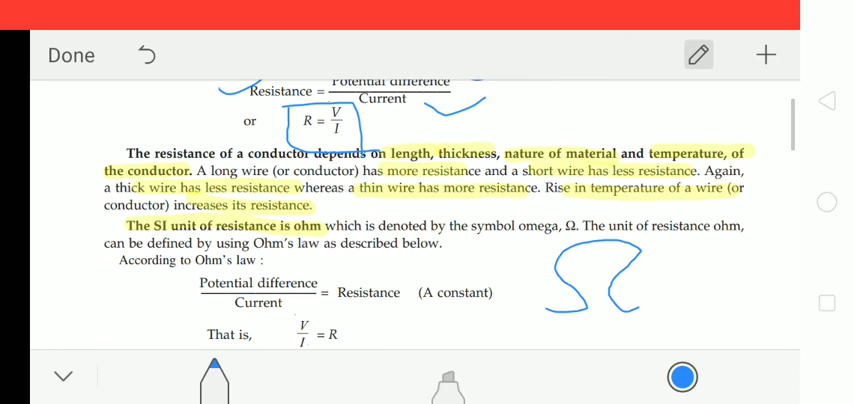 Done
Potential difference
Resistance =
Current
or R = V/I
The resistance of a conductor depends on length, thickness, nature of material and temperature, of
the conductor. A long wire (or conductor) has more resistance and a short wire has less resistance. Again,
a thick wire has less resistance whereas a thin wire has more resistance. Rise in temperature of a wire (or
conductor) increases its resistance.
The SI unit of resistance is ohm which is denoted by the symbol omega, Ω. The unit of resistance ohm,
can be defined by using Ohm's law as described below.
According to Ohm's law :
Potential difference
= Resistance (A constant)
Current
That is, V/I = R
Ω